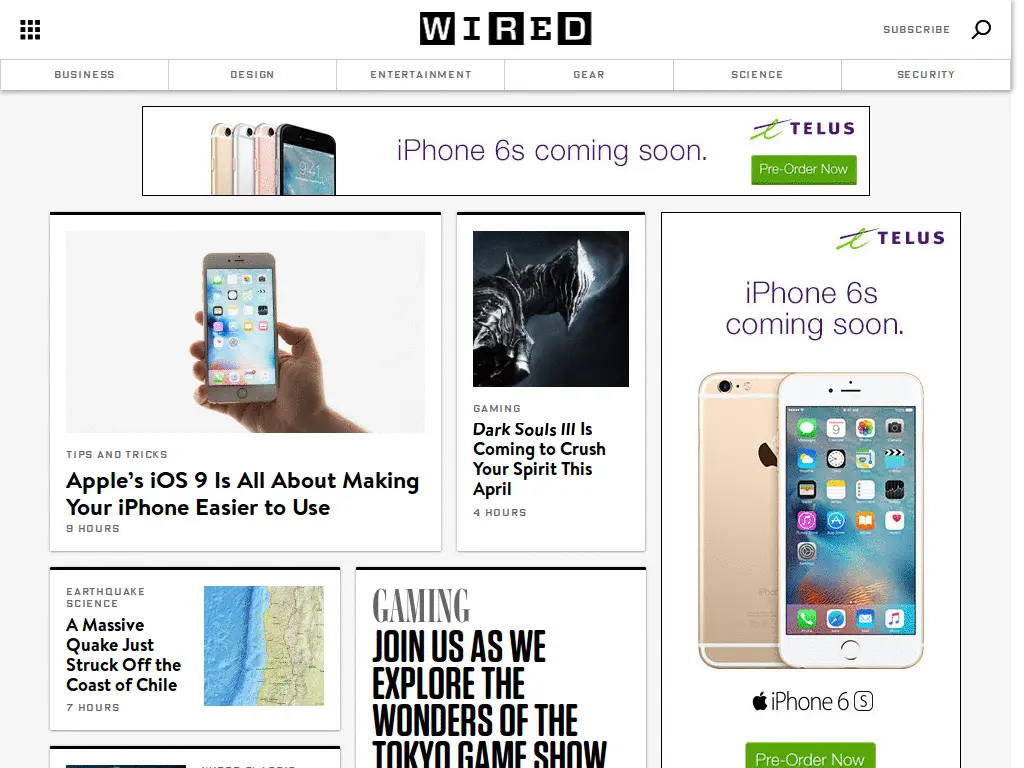 WIRED
SUBSCRIBE
BUSINESS
DESIGN
ENTERTAINMENT
GEAR
SCIENCE
SECURITY
iPhone 6s coming soon.
TELUS
Pre-Order Now
9:41
TIPS AND TRICKS
Apple's iOS 9 Is All About Making
Your iPhone Easier to Use
9 HOURS
GAMING
Dark Souls III Is
Coming to Crush
Your Spirit This
April
4 HOURS
TELUS
iPhone 6s
coming soon.
iPhone 6S
Pre-Order Now
EARTHQUAKE
SCIENCE
A Massive
Quake Just
Struck Off the
Coast of Chile
7 HOURS
GAMING
JOIN US AS WE
EXPLORE THE
WONDERS OF THE
TOKYO GAME SHOW